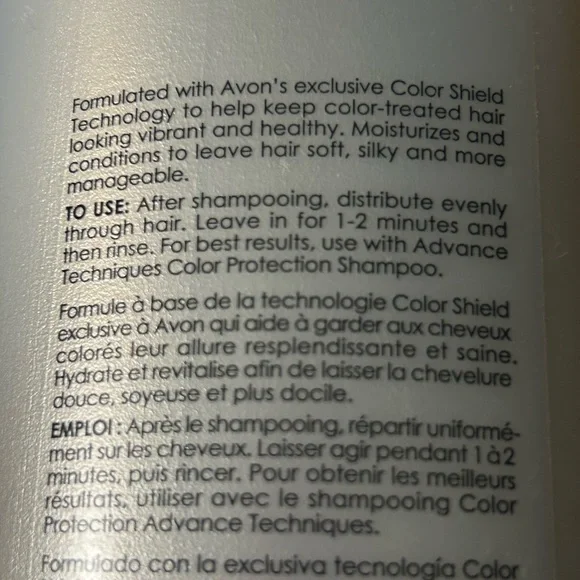 Formulated with Avon's exclusive Color Shield
Technology to help keep color-treated hair
looking vibrant and healthy. Moisturizes and
conditions to leave hair soft, silky and more
manageable.
TO USE: After shampooing, distribute evenly
through hair. Leave in for 1-2 minutes and
then rinse. For best results, use with Advance
Techniques Color Protection Shampoo.
Formule à base de la technologie Color Shield
exclusive à Avon qui aide à garder aux cheveux
colorés leur allure resplendissante et saine.
Hydrate et revitalise afin de laisser la chevelure
douce, soyeuse et plus docile.
EMPLOI : Après le shampooing, répartir uniformé-
ment sur les cheveux. Laisser agir pendant 1 à 2
minutes, puis rincer. Pour obtenir les meilleurs
résultats, utiliser avec le shampooing Color
Protection Advance Techniques.
Formulado con la exclusiva tecnología Color